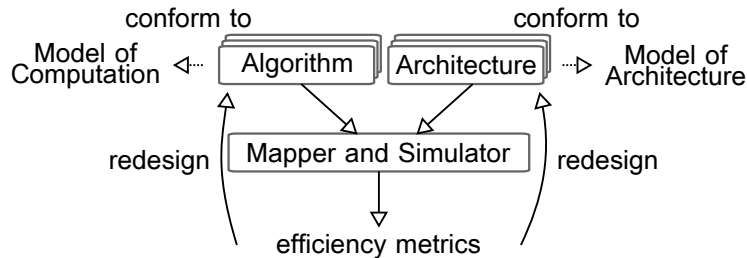 conform to
conform to
Model of
Computation
Algorithm
Architecture
Model of
Architecture
redesign
Mapper and Simulator
redesign
efficiency metrics